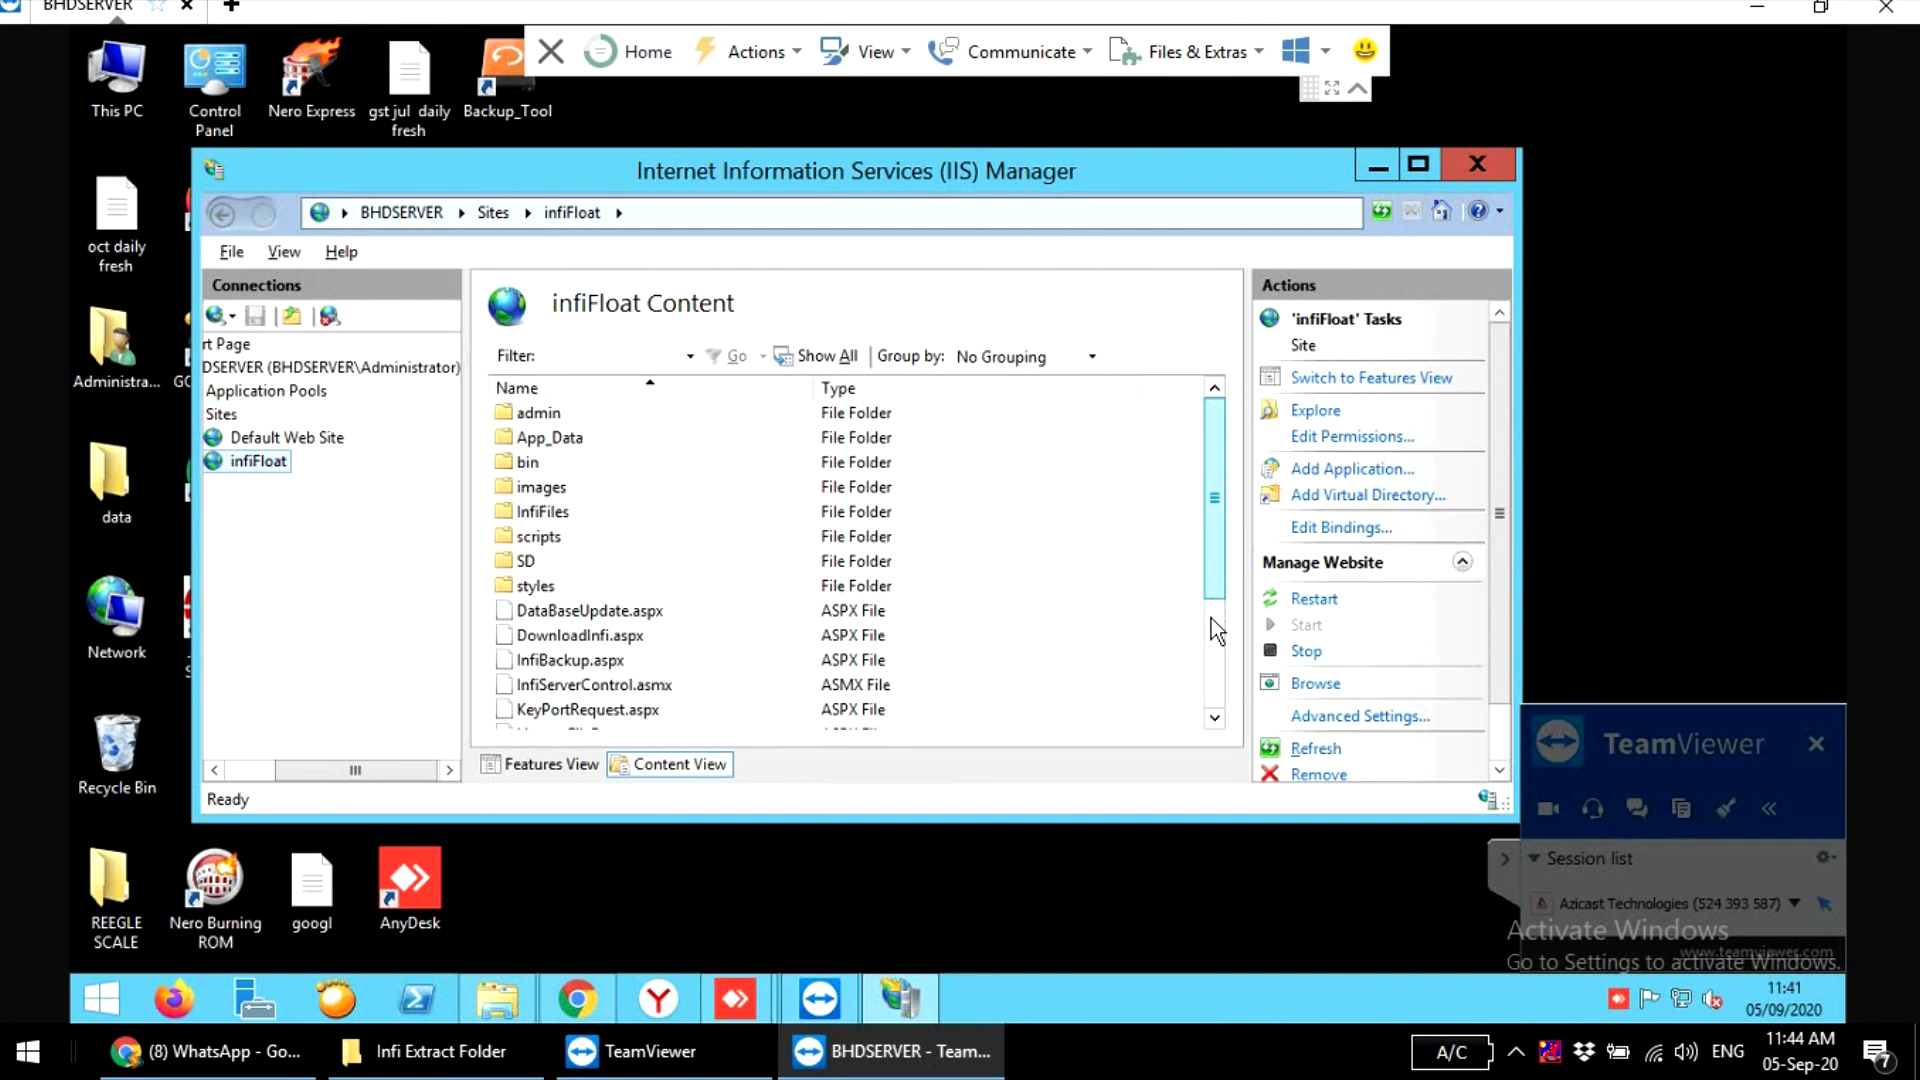 BHDSERVER
Home
Actions
View
Communicate
Files & Extras
This PC
Control
Panel
Nero Express
gst jul daily
fresh
Backup_Tool
oct daily
fresh
Administra...
data
Network
Recycle Bin
REEGLE
SCALE
Nero Burning
ROM
googl
AnyDesk
Internet Information Services (IIS) Manager
BHDSERVER
Sites
infiFloat
File
View
Help
Connections
rt Page
DSERVER (BHDSERVER\Administrator)
Application Pools
Sites
Default Web Site
infiFloat
infiFloat Content
Filter:
Go
Show All
Group by:
No Grouping
Name
Type
admin
File Folder
App_Data
File Folder
bin
File Folder
images
File Folder
InfiFiles
File Folder
scripts
File Folder
SD
File Folder
styles
File Folder
DataBaseUpdate.aspx
ASPX File
DownloadInfi.aspx
ASPX File
InfiBackup.aspx
ASPX File
InfiServerControl.asmx
ASMX File
KeyPortRequest.aspx
ASPX File
Features View
Content View
Ready
Actions
'infiFloat' Tasks
Site
Switch to Features View
Explore
Edit Permissions...
Add Application...
Add Virtual Directory...
Edit Bindings...
Manage Website
Restart
Start
Stop
Browse
Advanced Settings...
Refresh
Remove
TeamViewer
Session list
Azicast Technologies (524 393 587)
www.teamviewer.com
Activate Windows
Go to Settings to activate Windows.
11:41
05/09/2020
(8) WhatsApp - Go...
Infi Extract Folder
TeamViewer
BHDSERVER - Team...
A/C
ENG
11:44 AM
05-Sep-20
7